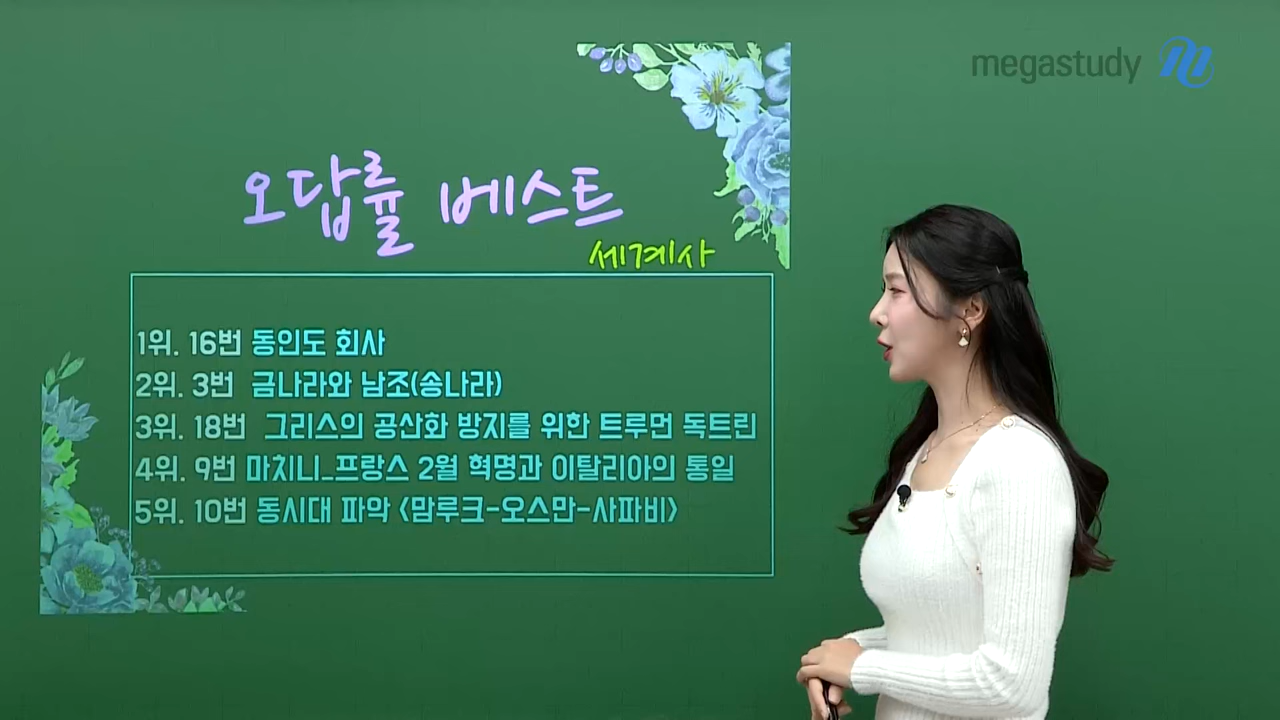 megastudy
오답률 베스트
세계사
1위. 16번 동인도 회사
2위. 3번 금나라와 남조(송나라)
3위. 18번 그리스의 공산화 방지를 위한 트루먼 독트린
4위. 9번 마치니_프랑스 2월 혁명과 이탈리아의 통일
5위. 10번 동시대 파악 <맘루크-오스만-사파비>